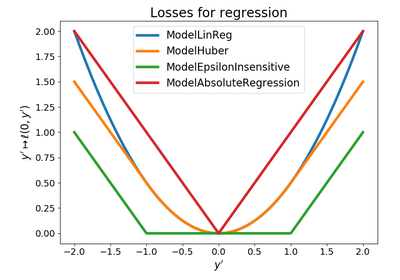 Losses for regression
ModelLinReg
ModelHuber
ModelEpsilonInsensitive
ModelAbsoluteRegression
y′ ↦ ℓ(0, y′)
2.00
1.75
1.50
1.25
1.00
0.75
0.50
0.25
0.00
−2.0 −1.5 −1.0 −0.5 0.0 0.5 1.0 1.5 2.0
y′